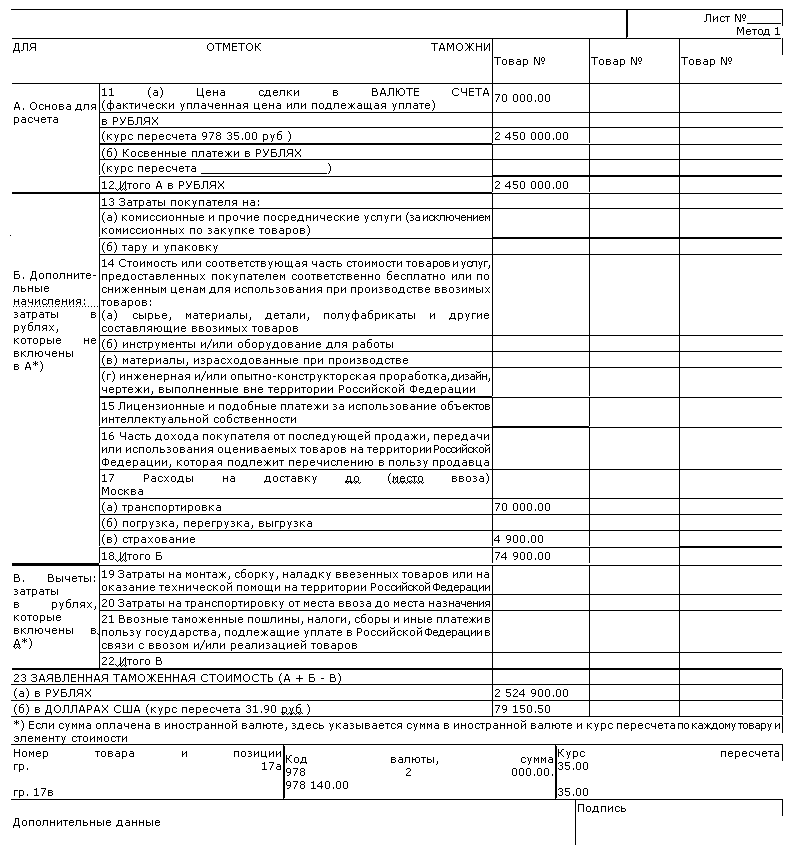 Лист №_____
Метод 1
ДЛЯ ОТМЕТОК ТАМОЖНИ
Товар № Товар № Товар №
А. Основа для расчета
11 (а) Цена сделки в ВАЛЮТЕ СЧЕТА
(фактически уплаченная цена или подлежащая уплате)
70 000.00
в РУБЛЯХ
(курс пересчета 978 35.00 руб )
2 450 000.00
(б) Косвенные платежи в РУБЛЯХ
(курс пересчета ___________________)
12 Итого А в РУБЛЯХ
2 450 000.00
Б. Дополнитe-
льные
начисления:
затраты в
рублях,
которые не
включены
в А*)
13 Затраты покупателя на:
(а) комиссионные и прочие посреднические услуги (за исключением
комиссионных по закупке товаров)
(б) тару и упаковку
14 Стоимость или соответствующая часть стоимости товаров и услуг,
предоставленных покупателем соответственно бесплатно или по
сниженным ценам для использования при производстве ввозимых
товаров:
(а) сырье, материалы, детали, полуфабрикаты и другие
составляющие ввозимых товаров
(б) инструменты и/или оборудование для работы
(в) материалы, израсходованные при производстве
(г) инженерная и/или опытно-конструкторская проработка, дизайн,
чертежи, выполненные вне территории Российской Федерации
15 Лицензионные и подобные платежи за использование объектов
интеллектуальной собственности
16 Часть дохода покупателя от последующей продажи, передачи
или использования оцениваемых товаров на территории Российской
Федерации, которая подлежит перечислению в пользу продавца
17 Расходы на доставку до (место ввоза)
Москва
(а) транспортировка
70 000.00
(б) погрузка, перегрузка, выгрузка
(в) страхование
4 900.00
18 Итого Б
74 900.00
В. Вычеты:
затраты
в рублях,
которые
включены в
А*)
19 Затраты на монтаж, сборку, наладку ввезенных товаров или на
оказание технической помощи на территории Российской Федерации
20 Затраты на транспортировку от места ввоза до места назначения
21 Ввозные таможенные пошлины, налоги, сборы и иные платежи в
пользу государства, подлежащие уплате в Российской Федерации в
связи с ввозом и/или реализацией товаров
22 Итого В
23 ЗАЯВЛЕННАЯ ТАМОЖЕННАЯ СТОИМОСТЬ (А + Б - В)
(а) в РУБЛЯХ
2 524 900.00
(б) в ДОЛЛАРАХ США (курс пересчета 31.90 руб )
79 150.50
*) Если сумма оплачена в иностранной валюте, здесь указывается сумма в иностранной валюте и курс пересчета по каждому товару и
элементу стоимости
Номер товара и позиции
гр. 17а
гр. 17в
Код валюты, сумма
978 2 000.00.
978 140.00
Курс пересчета
35.00
35.00
Дополнительные данные
Подпись